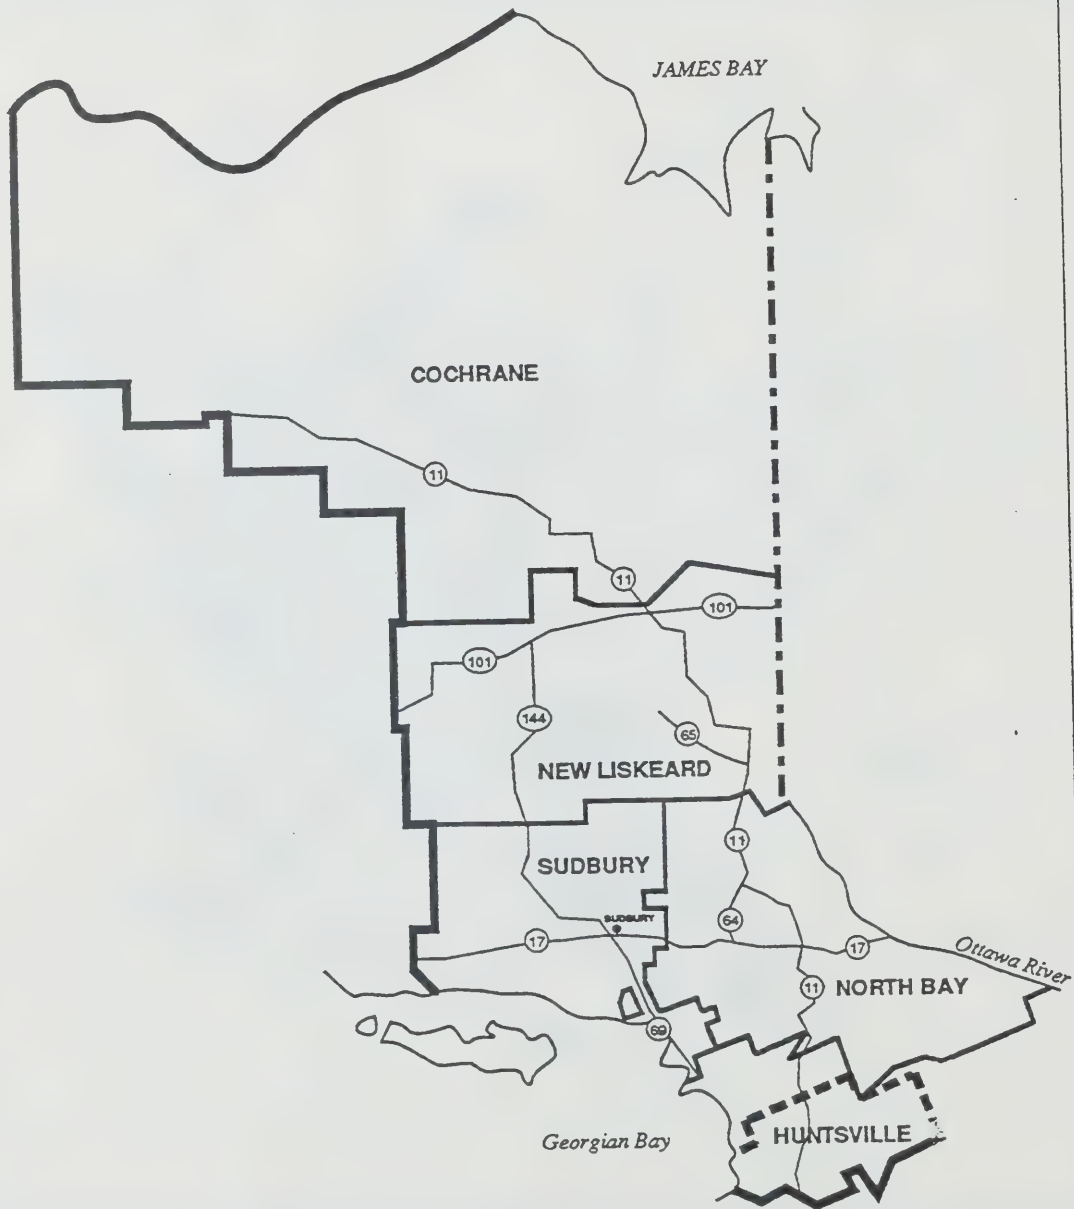 JAMES BAY
COCHRANE
11
11
101
101
144
65
NEW LISKEARD
11
SUDBURY
SUDBURY
64
17
17
Ottawa River
11
NORTH BAY
69
HUNTSVILLE
Georgian Bay